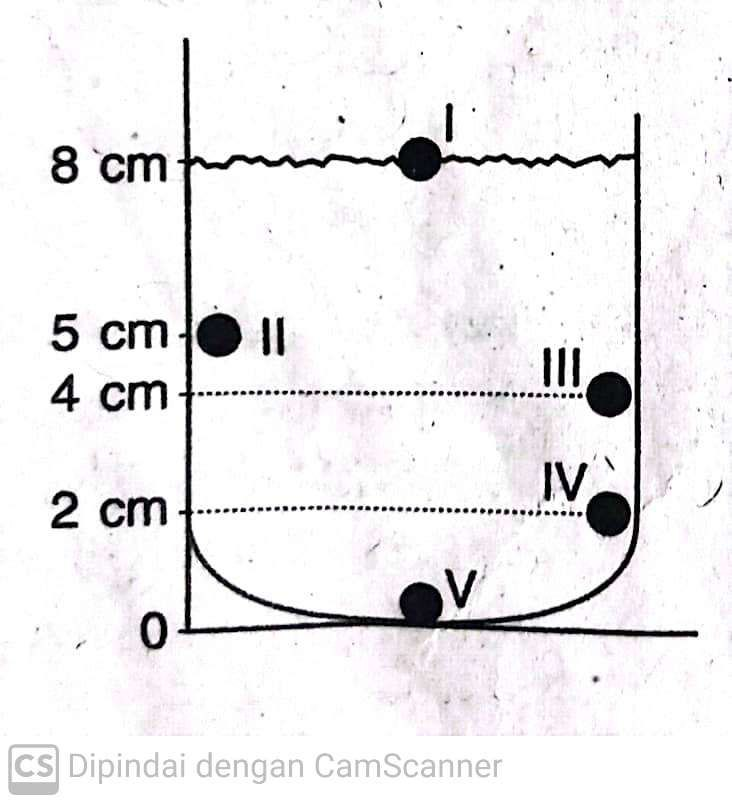 I
8 cm
5 cm II
III
4 cm
IV
2 cm
V
0
CS Dipindai dengan CamScanner